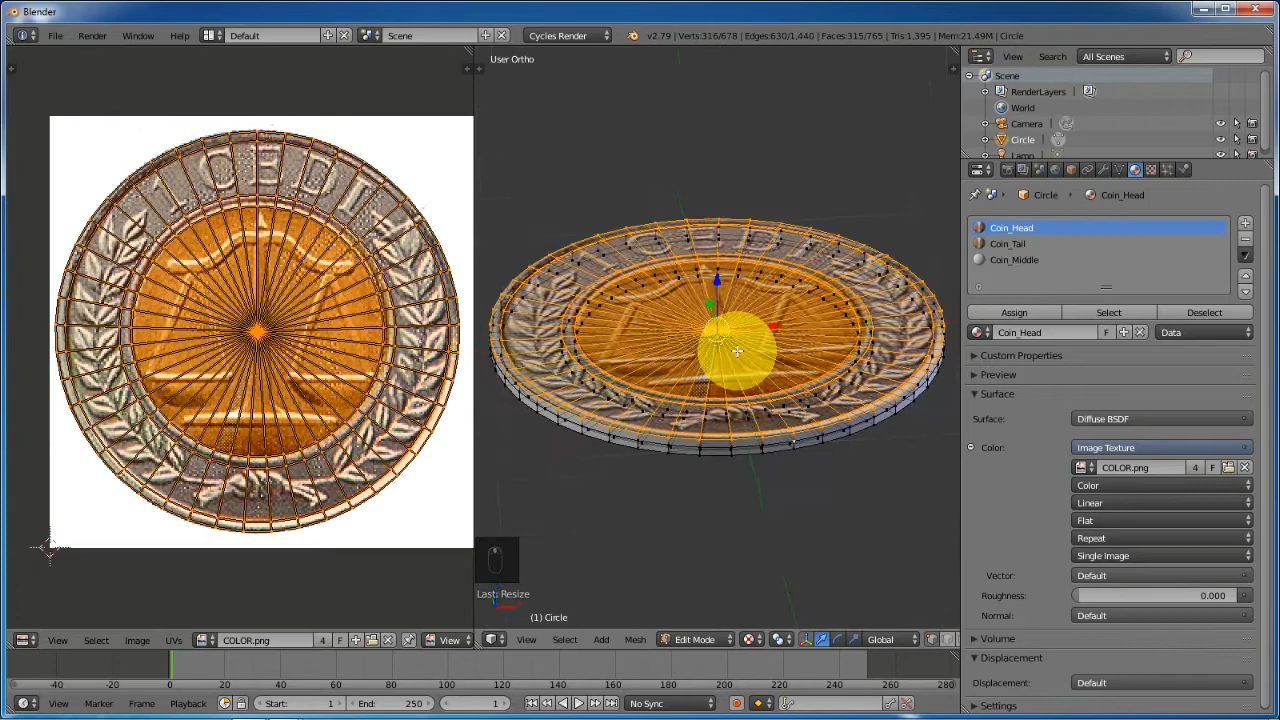 Blender
File Render Window Help Default Scene Cycles Render v2.79 | Verts:316/678 | Edges:630/1,440 | Faces:315/765 | Tris:1,395 | Mem:21.49M | Circle
View Search All Scenes
User Ortho
Scene
RenderLayers
World
Camera
Circle
Lamp
1 CEDI
CEDI
Circle Coin_Head
Coin_Head
Coin_Tail
Coin_Middle
Assign Select Deselect
Coin_Head F Data
Custom Properties
Preview
Surface
Surface: Diffuse BSDF
Color: Image Texture
COLOR.png 4 F
Color
Linear
Flat
Repeat
Single Image
Vector: Default
Roughness: 0.000
Normal: Default
Volume
Displacement
Displacement: Default
Settings
Last: Resize
(1) Circle
View Select Image UVs COLOR.png 4 F View
View Select Add Mesh Edit Mode Global
-40 -20 0 20 40 60 80 100 120 140 160 180 200 220 240 260 280
View Marker Frame Playback Start: 1 End: 250 1 No Sync